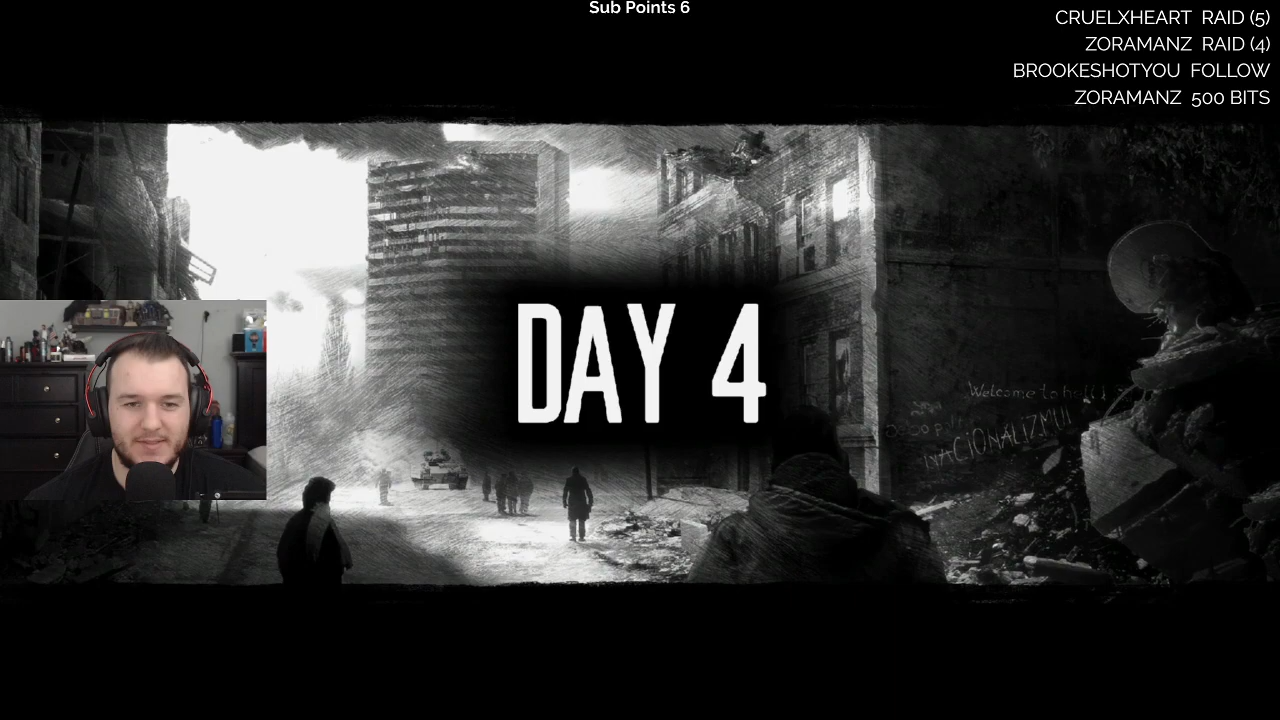 Sub Points 6
CRUELXHEART RAID (5)
ZORAMANZ RAID (4)
BROOKESHOTYOU FOLLOW
ZORAMANZ 500 BITS
DAY 4
Welcome to hell!
NACIONALIZMU